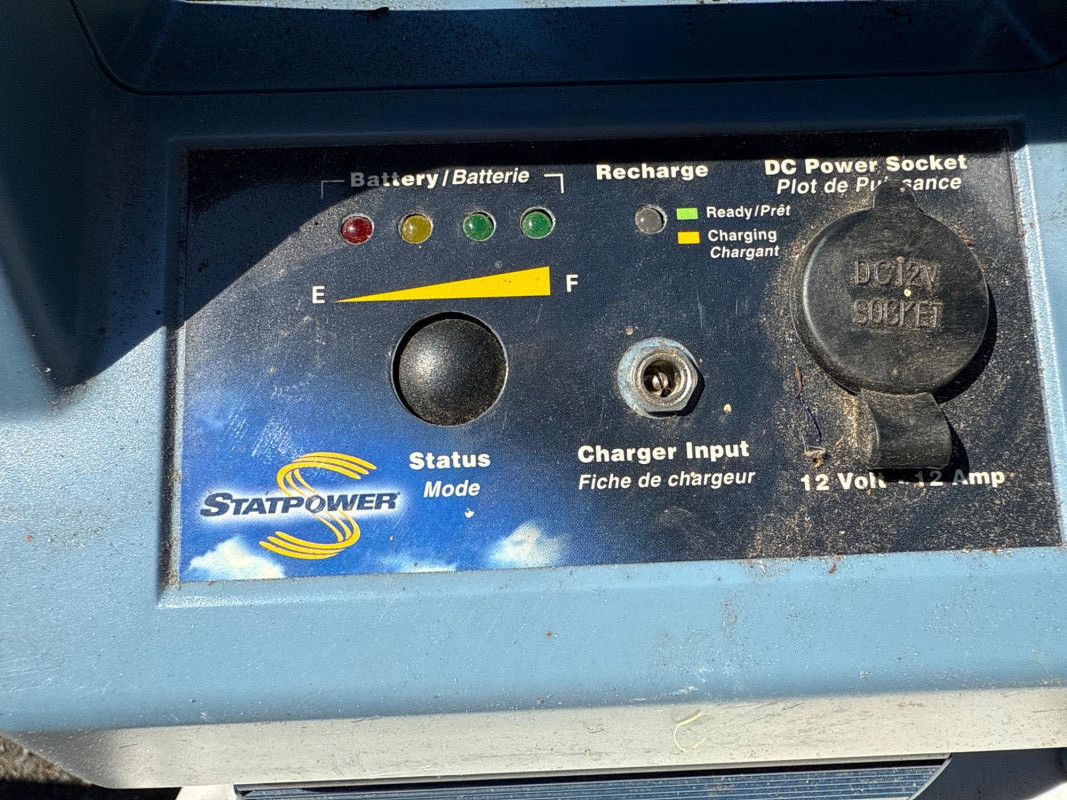 Battery/Batterie
Recharge
DC Power Socket
Plot de Puissance
Ready/Prêt
Charging
Chargant
E
F
DC12V
SOCKET
Status
Mode
Charger Input
Fiche de chargeur
12 Volt - 12 Amp
STATPOWER